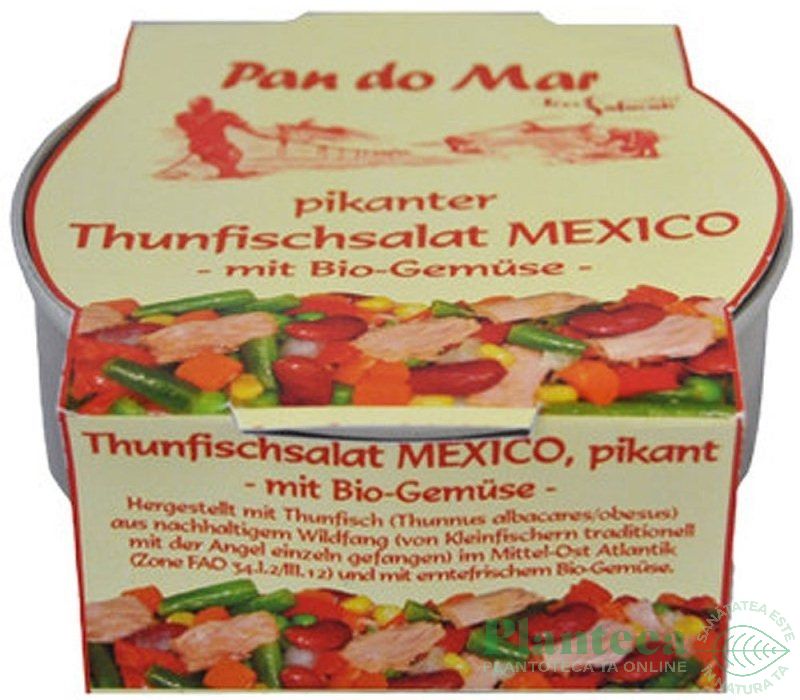 Pan do Mar
pikanter
Thunfischsalat MEXICO
- mit Bio-Gemüse -
Thunfischsalat MEXICO, pikant
- mit Bio-Gemüse -
Hergestellt mit Thunfisch (Thunnus albacares/obesus)
aus nachhaltigem Wildfang (von Kleinfischern traditionell
mit der Angel einzeln gefangen) im Mittel-Ost Atlantik
(Zone FAO 34.1.2/III.12) und mit erntefrischem Bio-Gemüse.
Planteca
PLANTOTECA TA ONLINE
SANATATEA ESTE
IN NATURA TA